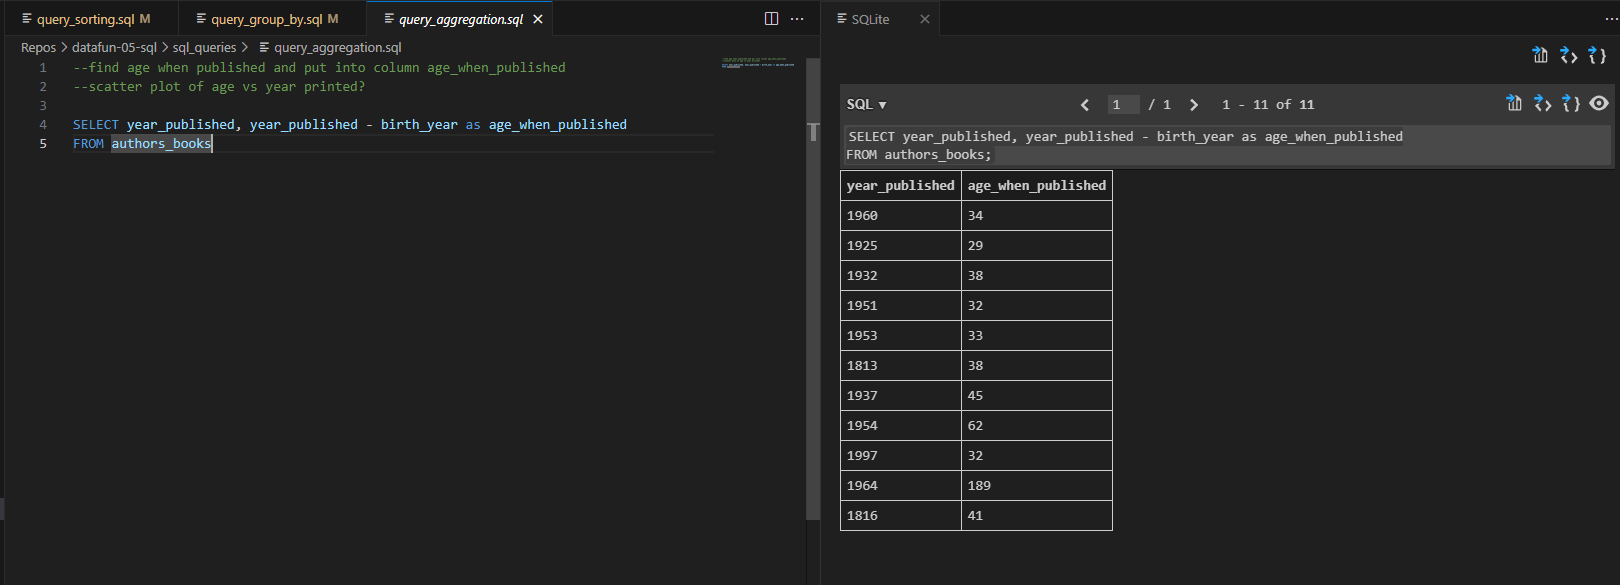 query_sorting.sql M query_group_by.sql M query_aggregation.sql
Repos > datafun-05-sql > sql_queries > query_aggregation.sql
1 --find age when published and put into column age_when_published
2 --scatter plot of age vs year printed?
3
4 SELECT year_published, year_published - birth_year as age_when_published
5 FROM authors_books
SQLite
SQL 1 / 1 1 - 11 of 11
SELECT year_published, year_published - birth_year as age_when_published
FROM authors_books;
year_published age_when_published
1960 34
1925 29
1932 38
1951 32
1953 33
1813 38
1937 45
1954 62
1997 32
1964 189
1816 41